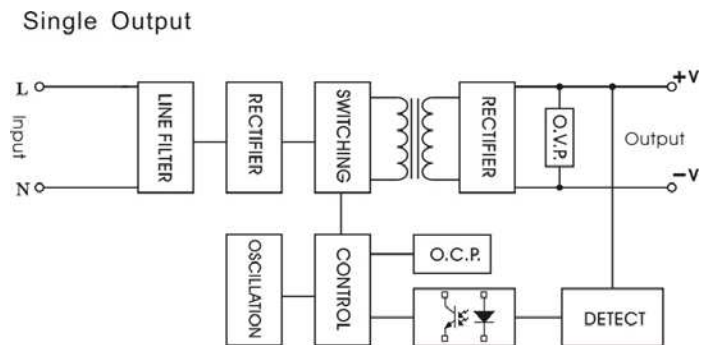 Single Output
L
Input
N
LINE FILTER
RECTIFIER
SWITCHING
RECTIFIER
O.V.P.
+V
Output
-V
OSCILLATION
CONTROL
O.C.P.
DETECT